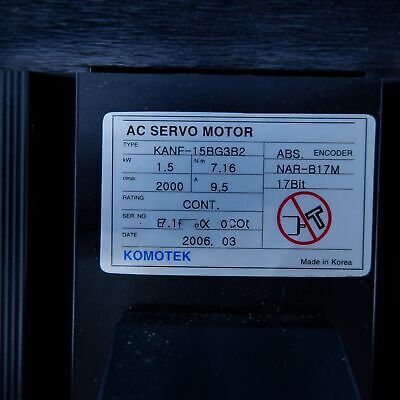 AC SERVO MOTOR
TYPE KANF-15BG3B2 ABS. ENCODER
kW 1.5 N·m 7.16 NAR-B17M
r/min 2000 A 9.5 17Bit
RATING CONT.
SER. NO
DATE 2006. 03
KOMOTEK Made in Korea